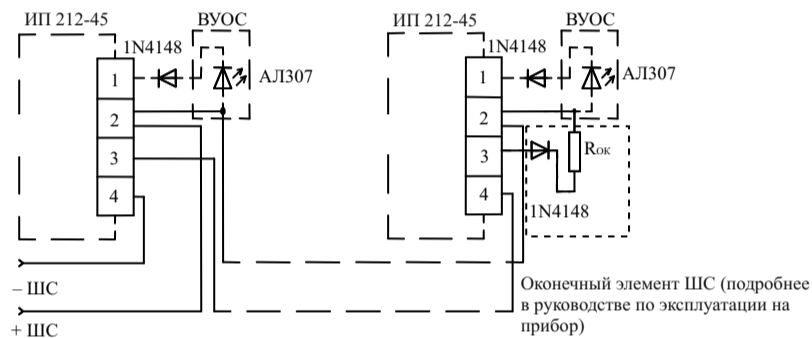 ИП 212-45
ВУОС
1N4148
АЛ307
1
2
3
4
– ШС
+ ШС
ИП 212-45
ВУОС
1N4148
АЛ307
1
2
3
4
Rок
1N4148
Оконечный элемент ШС (подробнее
в руководстве по эксплуатации на
прибор)